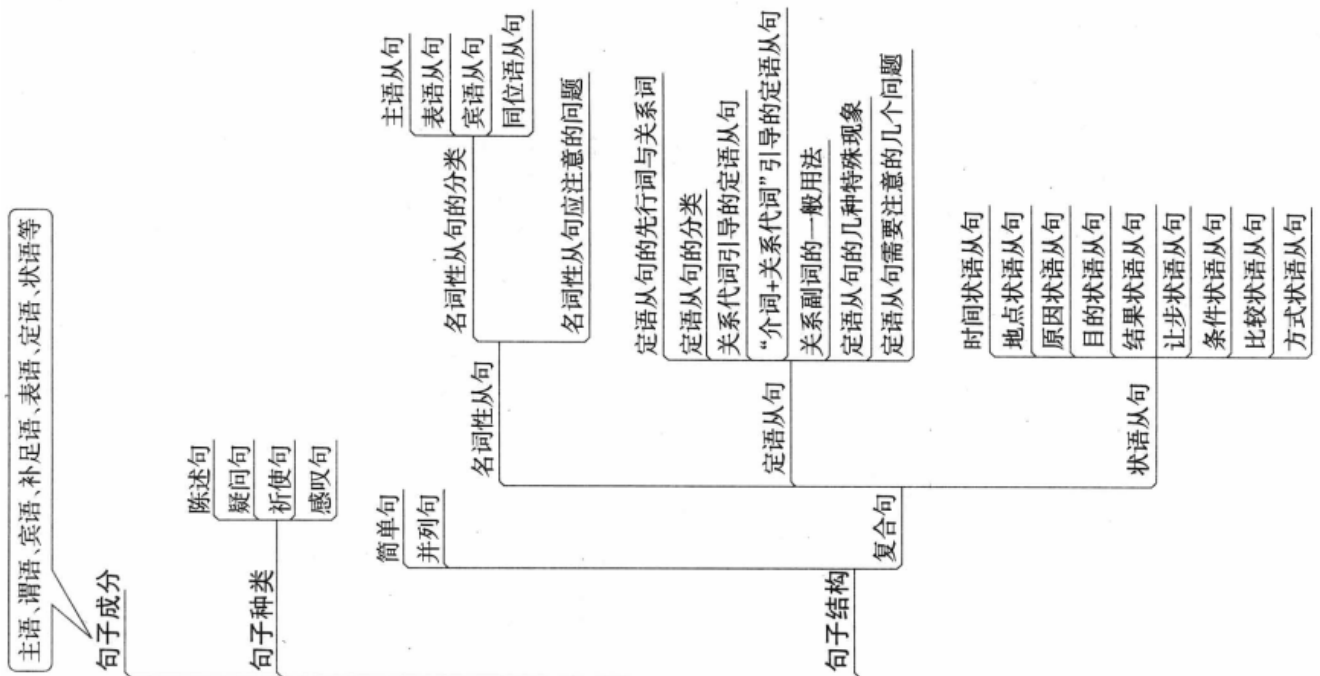 主语、谓语、宾语、补足语、表语、定语、状语等
句子成分
句子种类
陈述句
疑问句
祈使句
感叹句
句子结构
简单句
并列句
复合句
名词性从句
名词性从句的分类
主语从句
表语从句
宾语从句
同位语从句
名词性从句应注意的问题
定语从句
定语从句的先行词与关系词
定语从句的分类
关系代词引导的定语从句
“介词+关系代词”引导的定语从句
关系副词的一般用法
定语从句的几种特殊现象
定语从句需要注意的几个问题
状语从句
时间状语从句
地点状语从句
原因状语从句
目的状语从句
结果状语从句
让步状语从句
条件状语从句
比较状语从句
方式状语从句